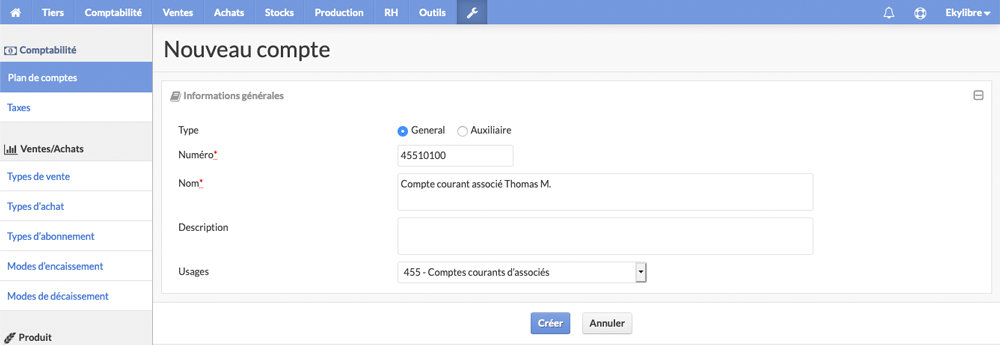 Tiers Comptabilité Ventes Achats Stocks Production RH Outils Ekylibre
Comptabilité
Plan de comptes
Taxes
Ventes/Achats
Types de vente
Types d'achat
Types d'abonnement
Modes d'encaissement
Modes de décaissement
Produit
Nouveau compte
Informations générales
Type General Auxiliaire
Numéro* 45510100
Nom* Compte courant associé Thomas M.
Description
Usages 455 - Comptes courants d'associés
Créer Annuler